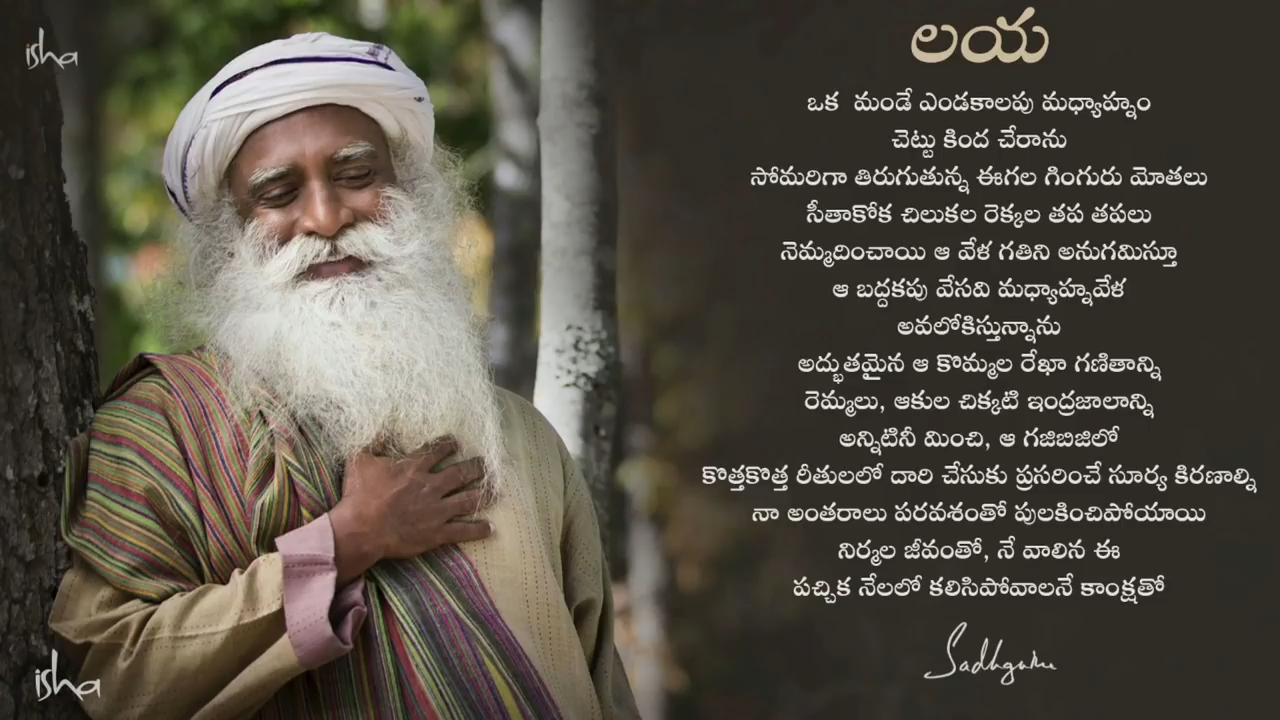 isha
లయ
ఒక మండే ఎండకాలపు మధ్యాహ్నం
చెట్టు కింద చేరాను
సోమరిగా తిరుగుతున్న ఈగల గింగురు మోతలు
సీతాకోక చిలుకల రెక్కల తప తపలు
నెమ్మదించాయి ఆ వేళ గతిని అనుగమిస్తూ
ఆ బద్దకపు వేసవి మధ్యాహ్నవేళ
అవలోకిస్తున్నాను
అద్భుతమైన ఆ కొమ్మల రేఖా గణితాన్ని
రెమ్మలు, ఆకుల చిక్కటి ఇంద్రజాలాన్ని
అన్నిటినీ మించి, ఆ గజిబిజిలో
కొత్తకొత్త రీతులలో దారి చేసుకు ప్రసరించే సూర్య కిరణాల్ని
నా అంతరాలు పరవశంతో పులకించిపోయాయి
నిర్మల జీవంతో, నే వాలిన ఈ
పచ్చిక నేలలో కలిసిపోవాలనే కాంక్షతో
Sadhguru
isha